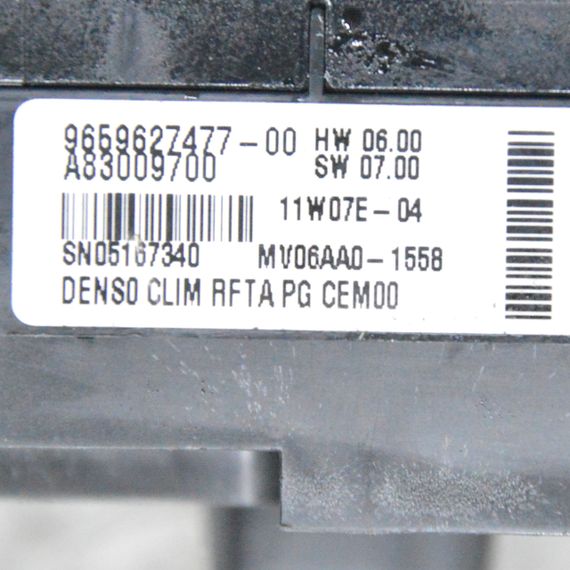 9659627477-00 HW 06.00
A83009700 SW 07.00
11W07E-04
SN05167340 MV06AA0-1558
DENSO CLIM RFTA PG CEM00